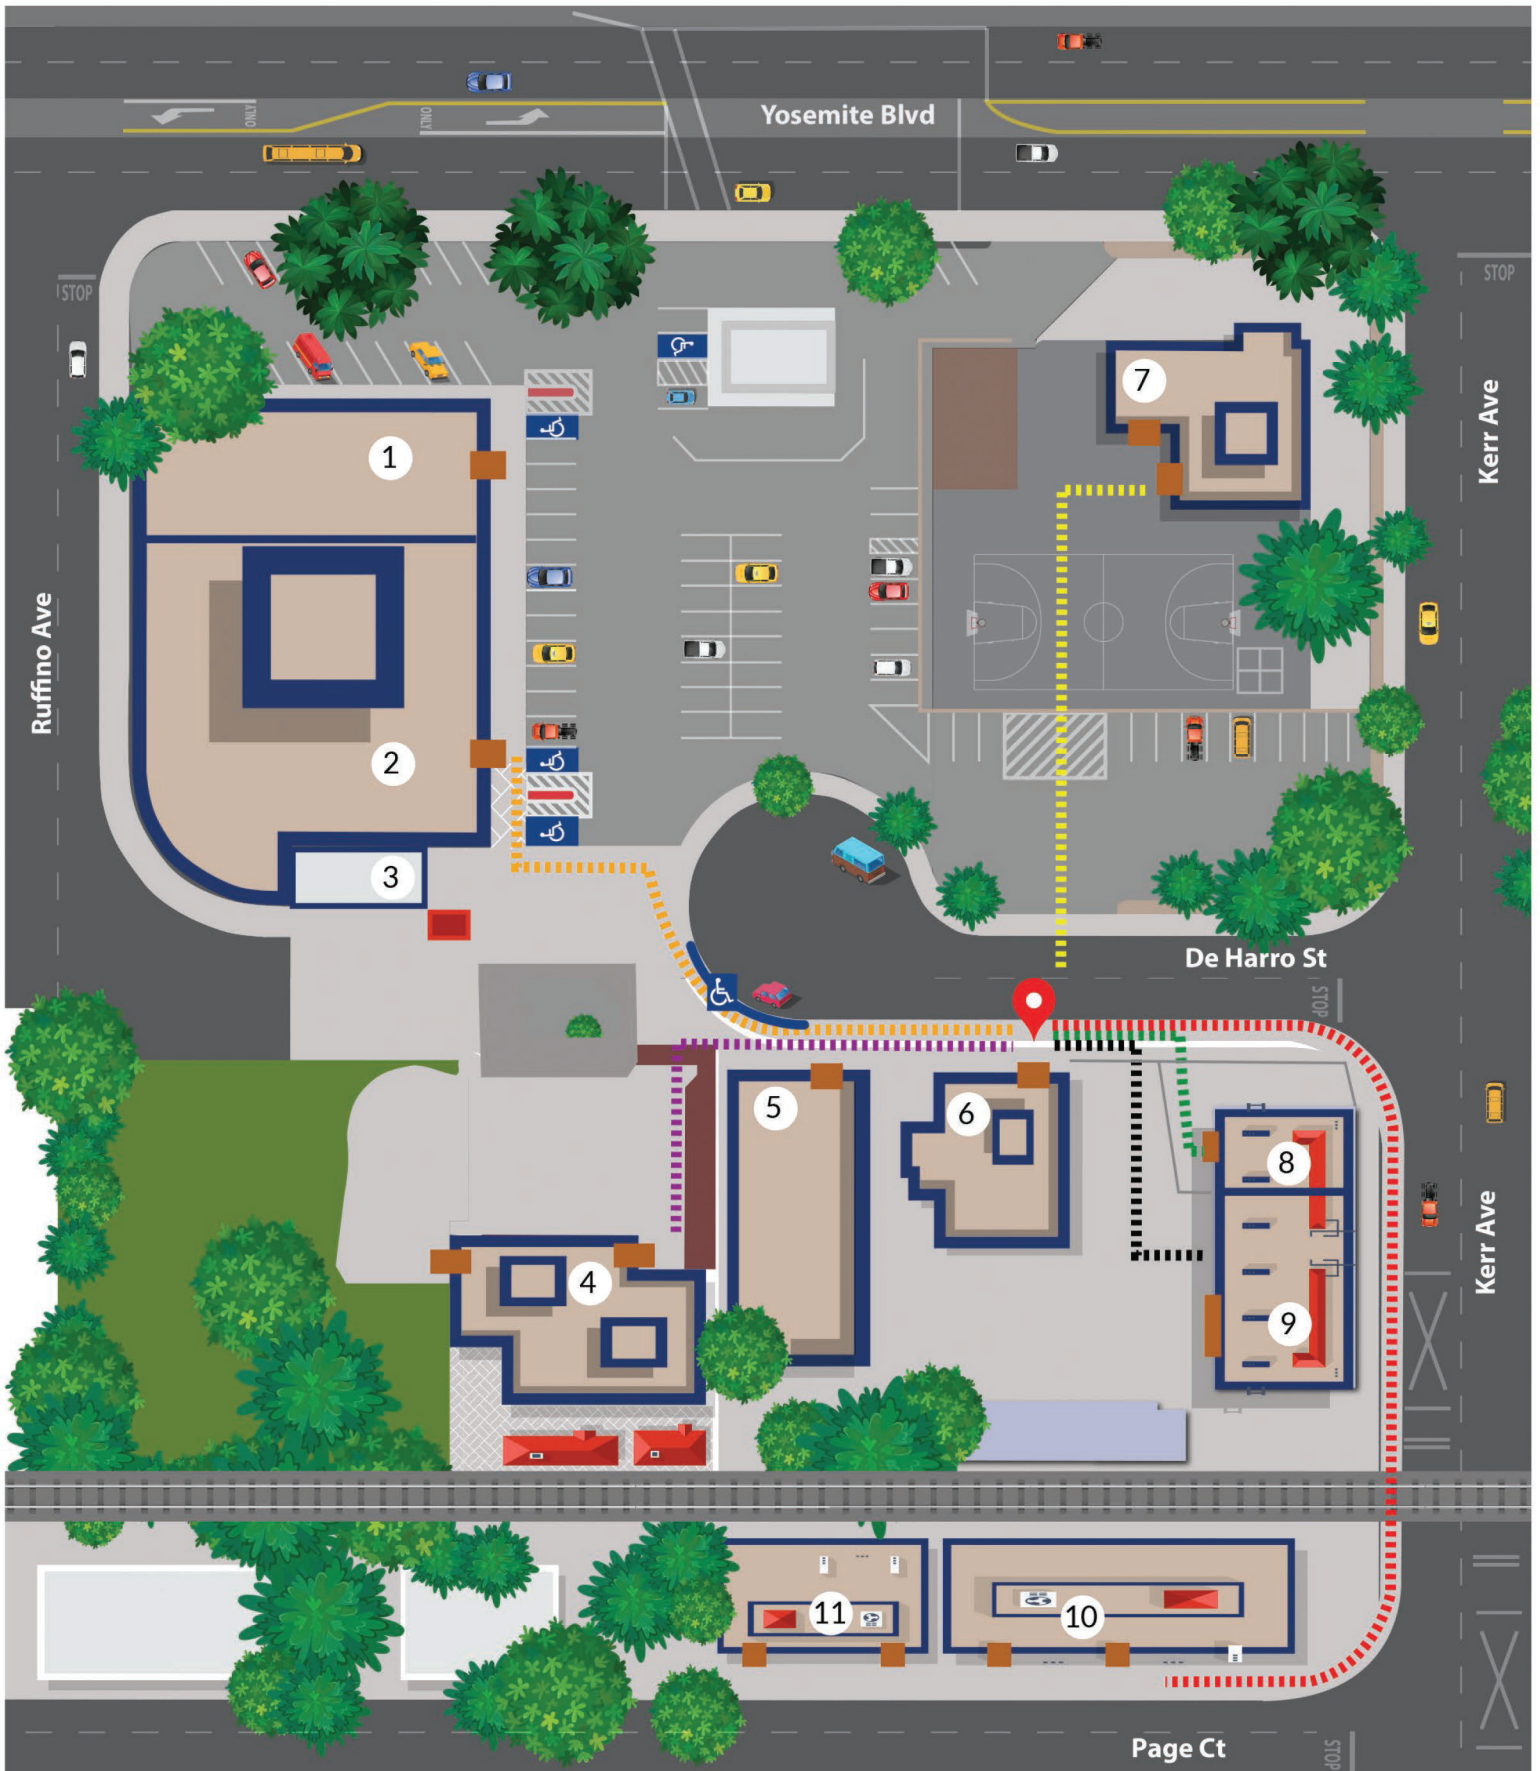 Yosemite Blvd
ONLY
ONLY
STOP
STOP
Kerr Ave
7
1
Ruffino Ave
2
3
De Harro St
STOP
5
6
8
4
9
Kerr Ave
11
10
Page Ct
STOP